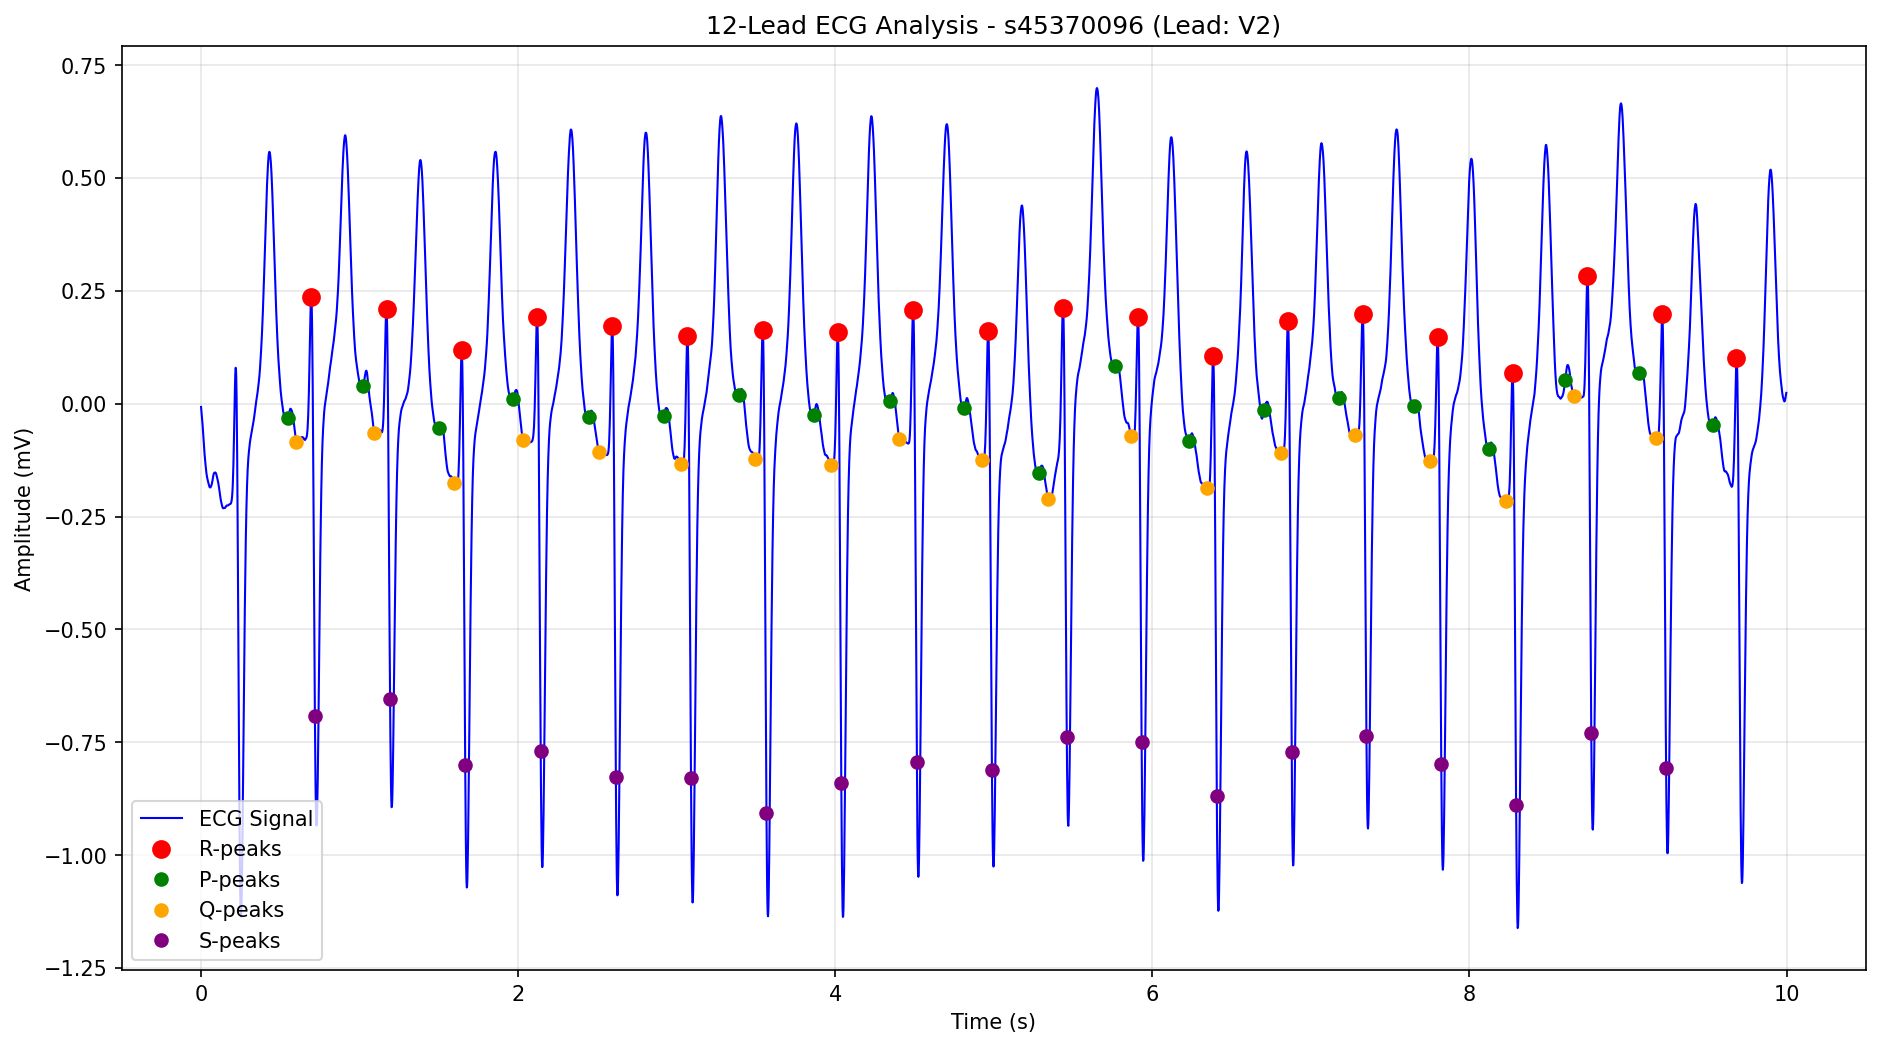 12-Lead ECG Analysis - s45370096 (Lead: V2)
0.75
0.50
0.25
0.00
−0.25
−0.50
−0.75
−1.00
−1.25
Amplitude (mV)
ECG Signal
R-peaks
P-peaks
Q-peaks
S-peaks
0 2 4 6 8 10
Time (s)